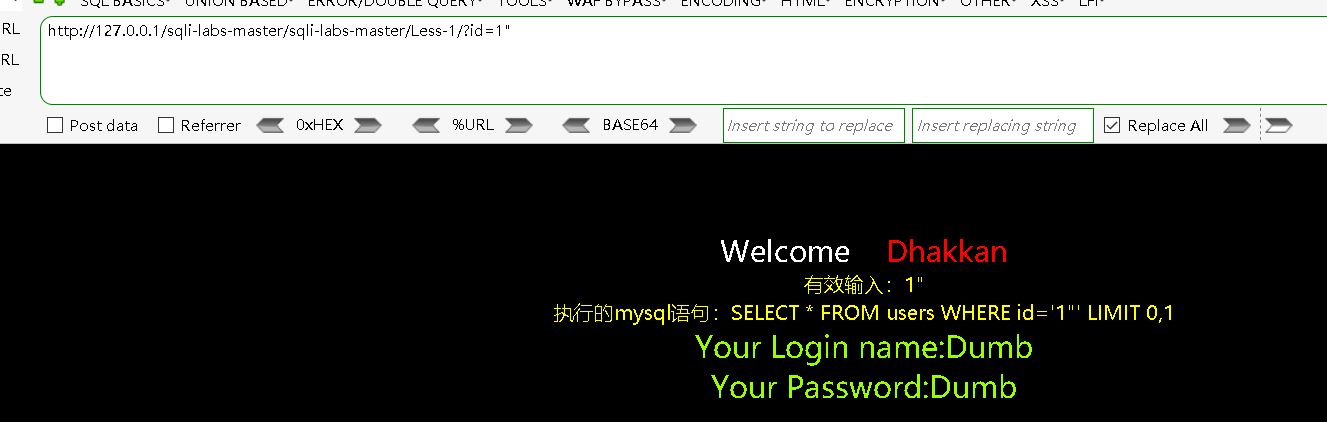 SQL BASICS▾ UNION BASED▾ ERROR/DOUBLE QUERY▾ TOOLS▾ WAF BYPASS▾ ENCODING▾ HTML▾ ENCRYPTION▾ OTHER▾ XSS▾ LFI▾
RL http://127.0.0.1/sqli-labs-master/sqli-labs-master/Less-1/?id=1"
RL
te
Post data Referrer 0xHEX %URL BASE64 Insert string to replace Insert replacing string Replace All
Welcome Dhakkan
有效输入：1"
执行的mysql语句：SELECT * FROM users WHERE id='1"' LIMIT 0,1
Your Login name:Dumb
Your Password:Dumb